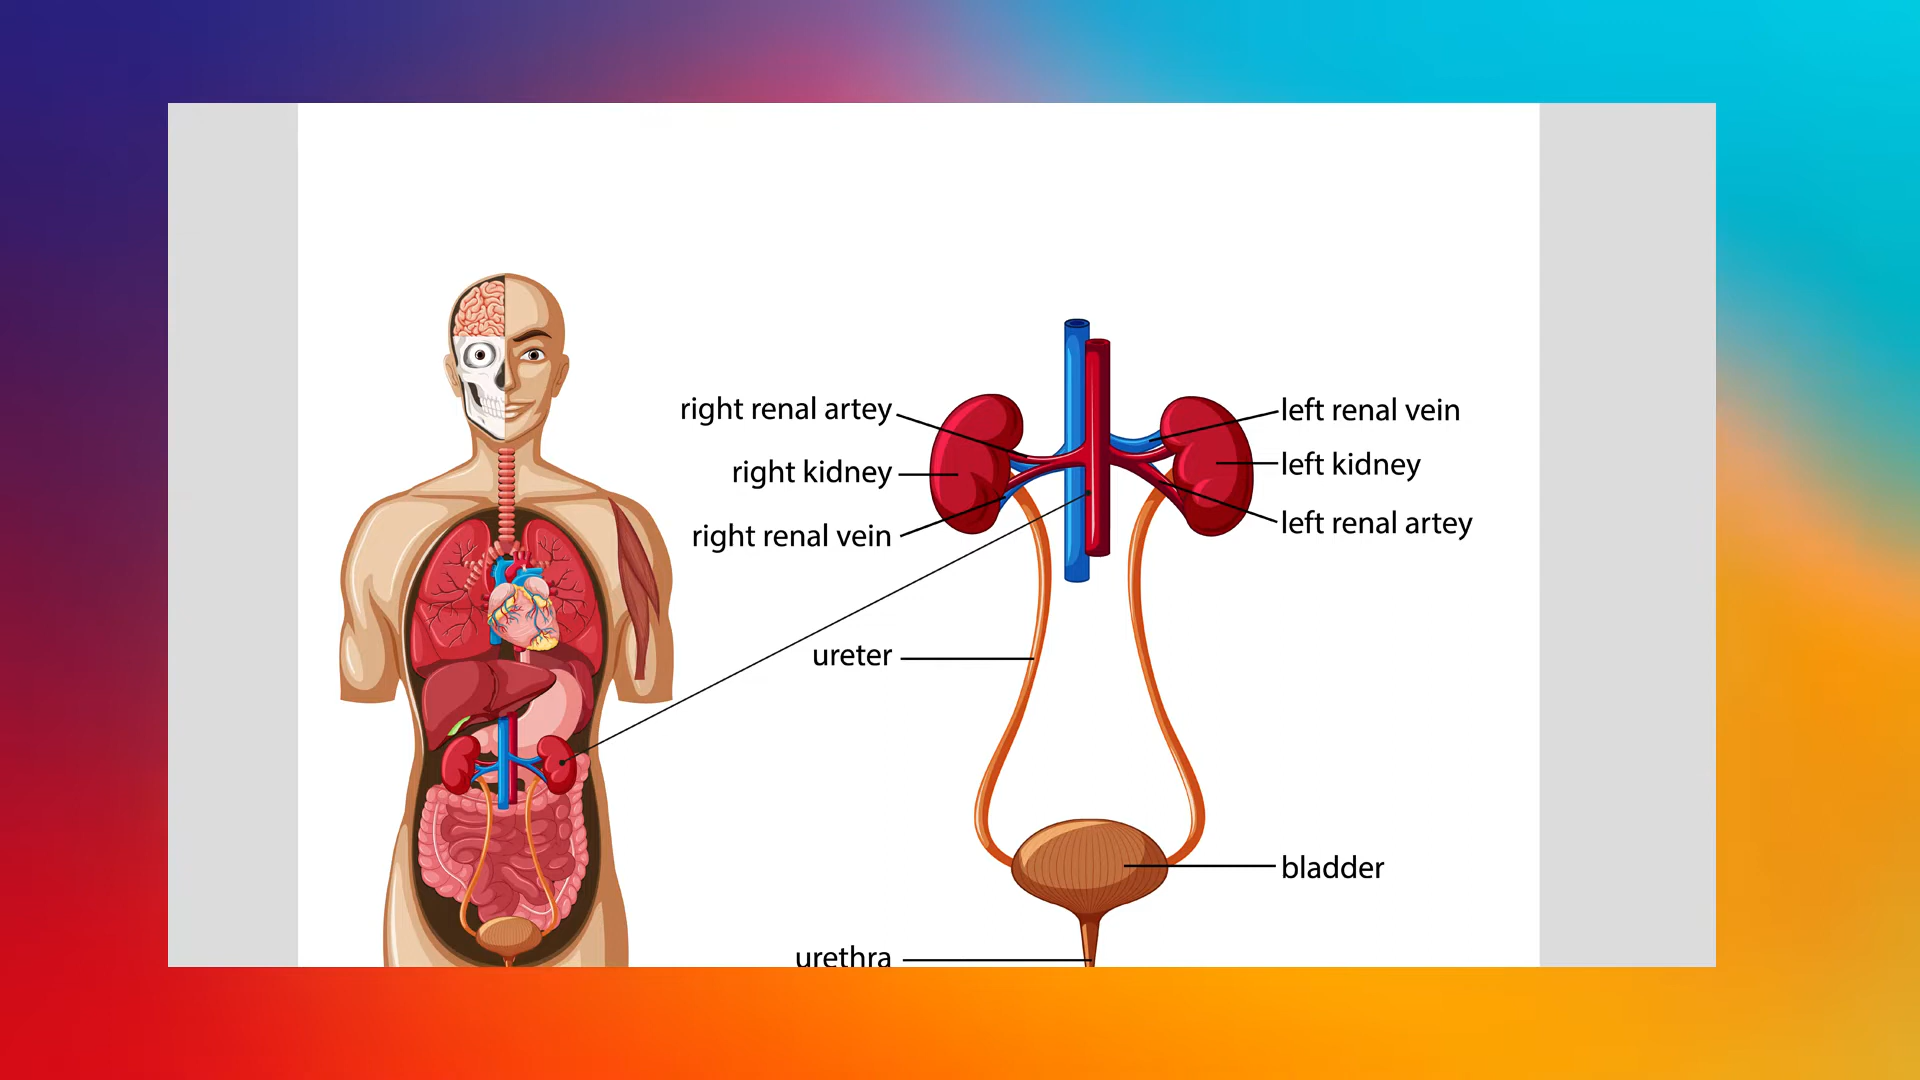 right renal artey
right kidney
right renal vein
ureter
urethra
left renal vein
left kidney
left renal artey
bladder